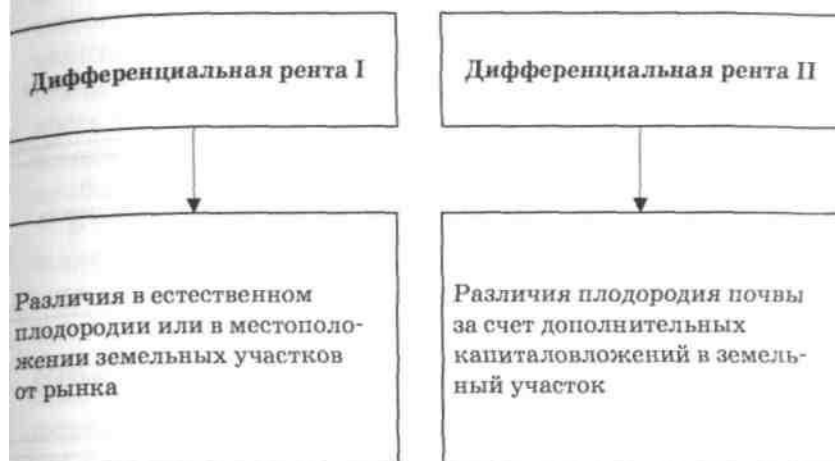 Дифференциальная рента I
Дифференциальная рента II
Различия в естественном
плодородии или в местополо-
жении земельных участков
от рынка
Различия плодородия почвы
за счет дополнительных
капиталовложений в земель-
ный участок